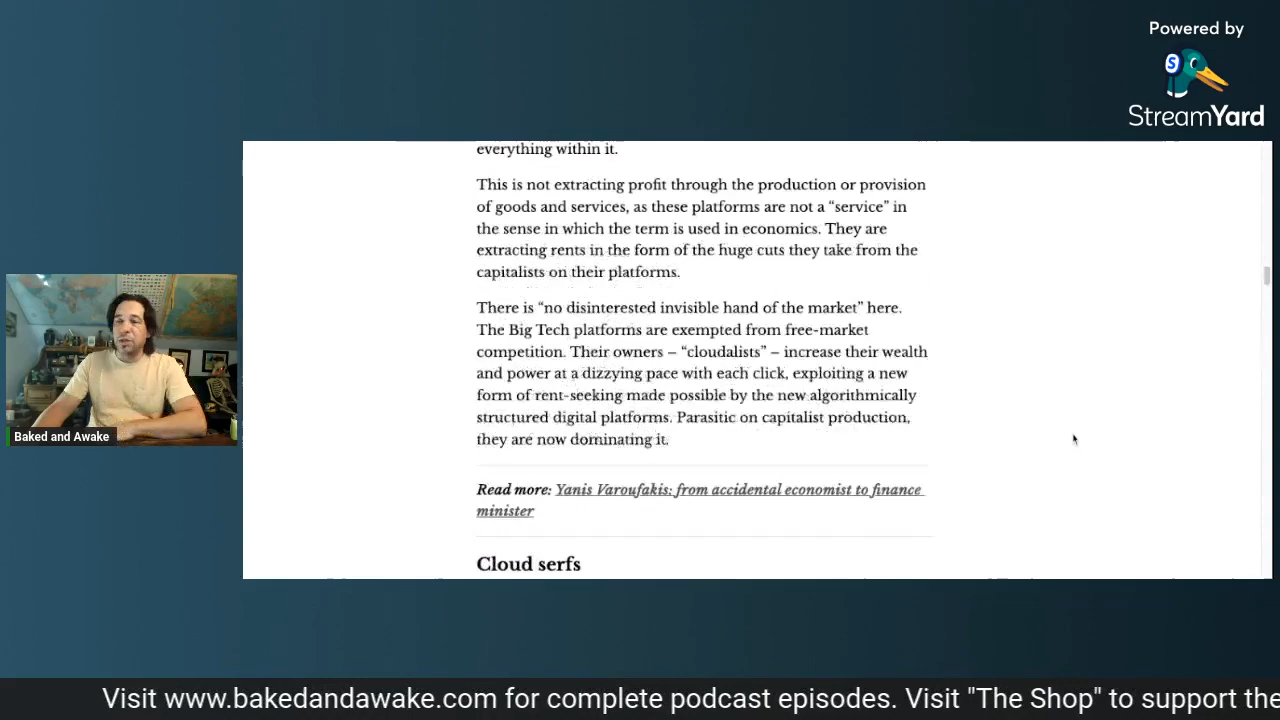 Powered by
StreamYard
everything within it.
This is not extracting profit through the production or provision
of goods and services, as these platforms are not a “service” in
the sense in which the term is used in economics. They are
extracting rents in the form of the huge cuts they take from the
capitalists on their platforms.
There is “no disinterested invisible hand of the market” here.
The Big Tech platforms are exempted from free-market
competition. Their owners – “cloudalists” – increase their wealth
and power at a dizzying pace with each click, exploiting a new
form of rent-seeking made possible by the new algorithmically
structured digital platforms. Parasitic on capitalist production,
they are now dominating it.
Read more: Yanis Varoufakis: from accidental economist to finance
minister
Cloud serfs
Baked and Awake
Visit www.bakedandawake.com for complete podcast episodes. Visit "The Shop" to support the